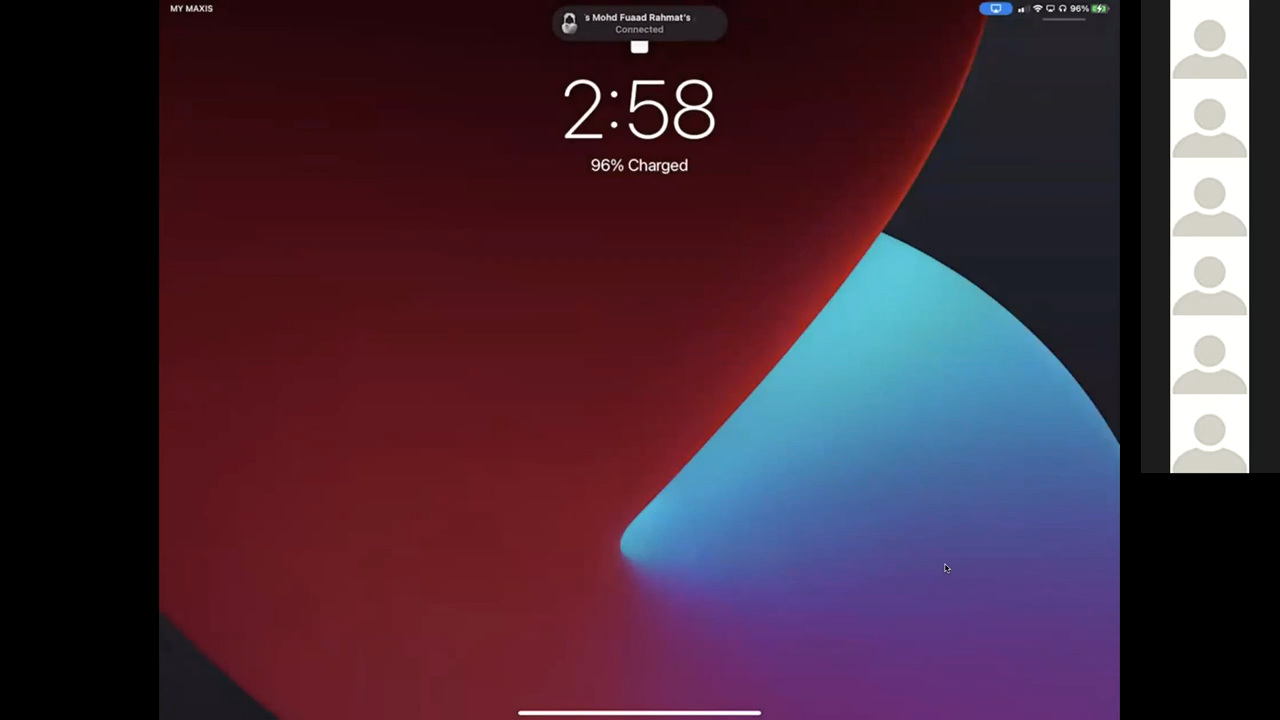 MY MAXIS
's Mohd Fuaad Rahmat's
Connected
96%
2:58
96% Charged